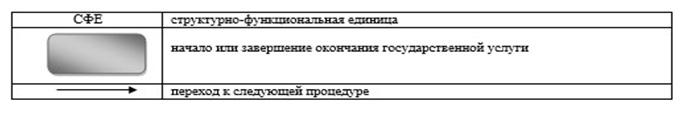 СФЕ структурно-функциональная единица
начало или завершение окончания государственной услуги
переход к следующей процедуре